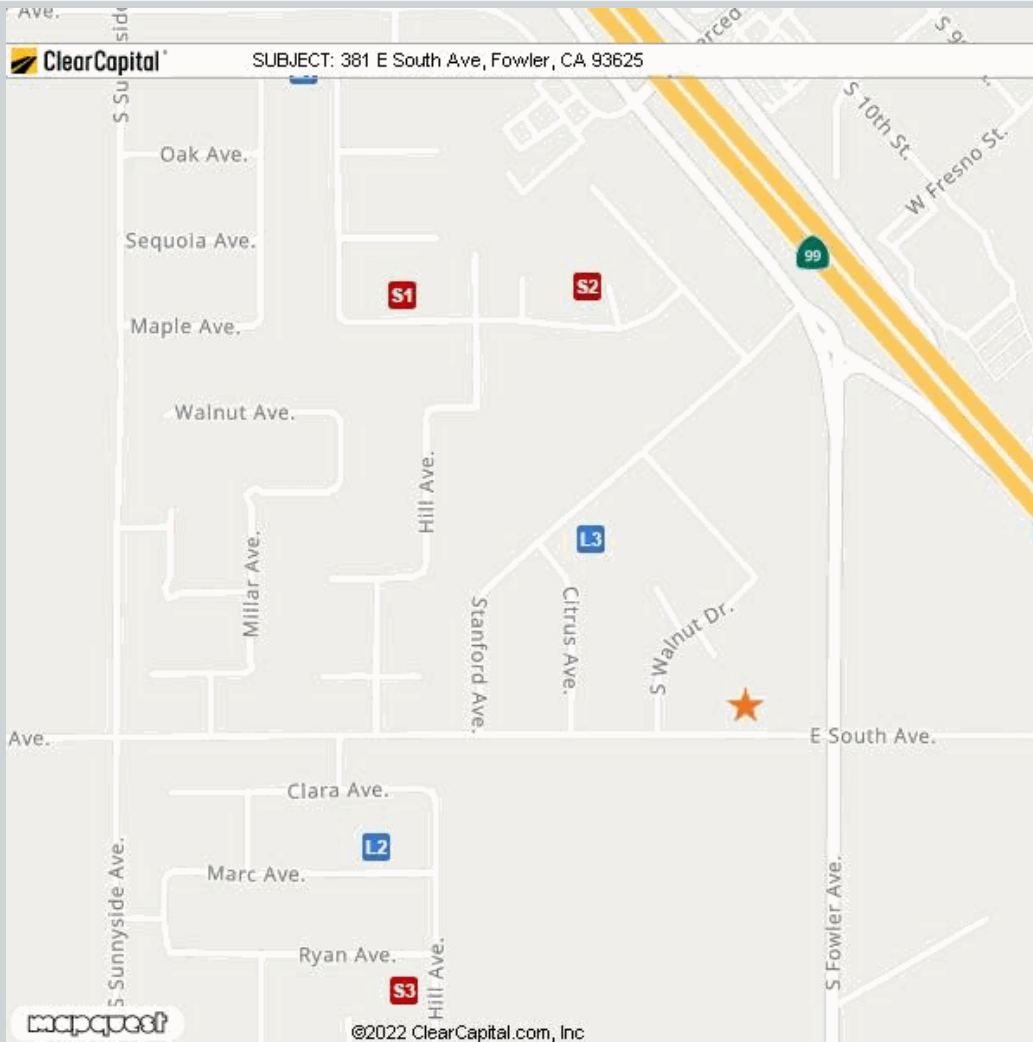 Ave.
S Sunnyside
ClearCapital
SUBJECT: 381 E South Ave, Fowler, CA 93625
S 10th St.
W Fresno St.
Oak Ave.
Sequoia Ave.
99
S1
S2
Maple Ave.
Walnut Ave.
Hill Ave.
L3
Millar Ave.
Stanford Ave.
Citrus Ave.
S Walnut Dr.
Ave.
E South Ave.
Clara Ave.
L2
Marc Ave.
S Sunnyside Ave.
S Fowler Ave.
Ryan Ave.
Hill Ave.
S3
mapquest
©2022 ClearCapital.com, Inc